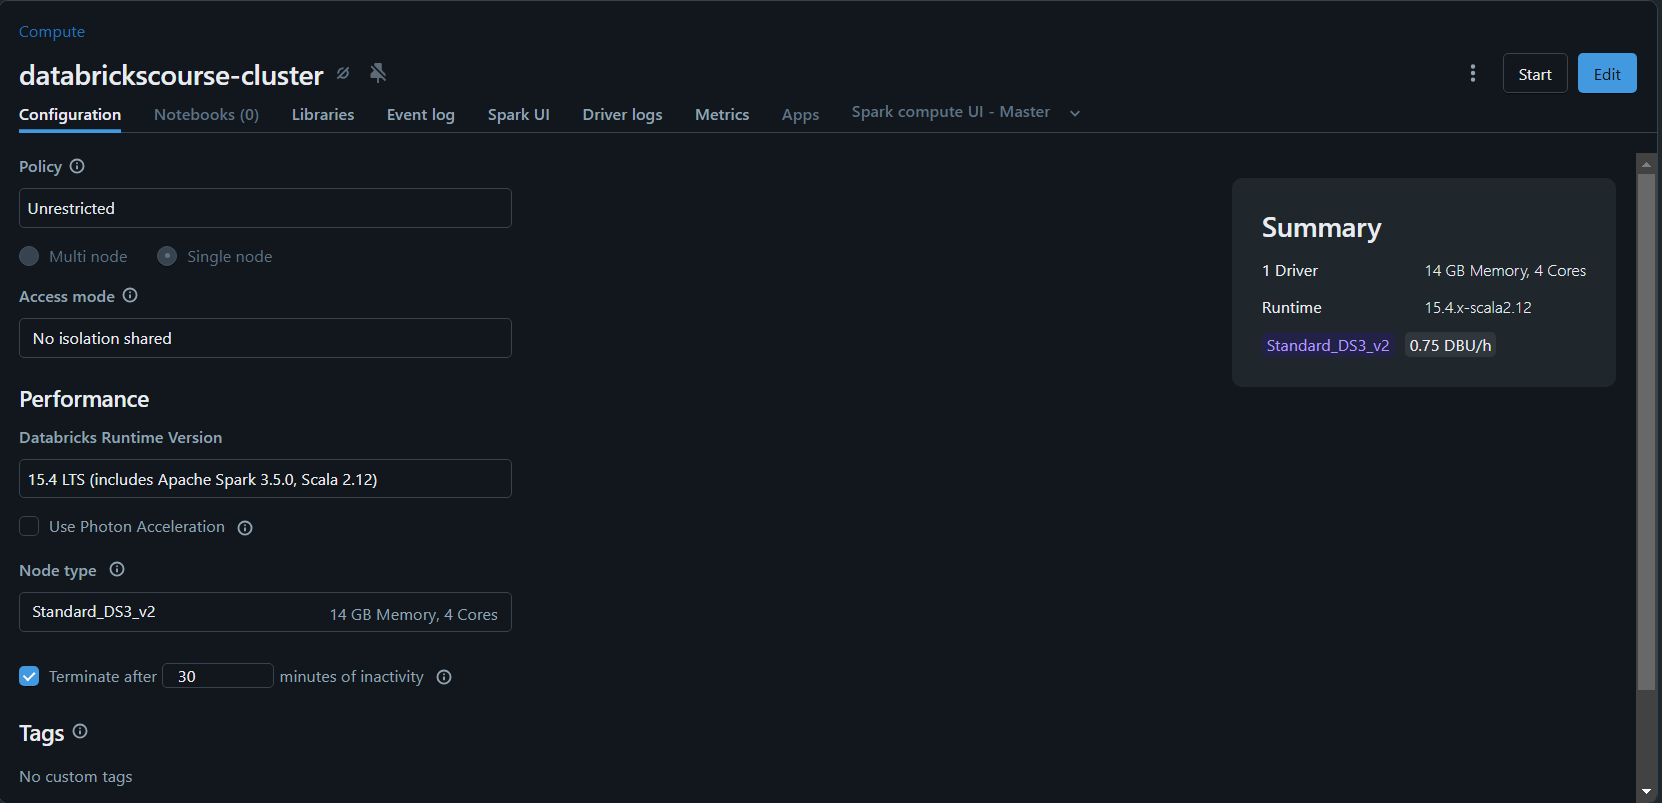 Compute
databrickscourse-cluster
Start
Edit
Configuration
Notebooks (0)
Libraries
Event log
Spark UI
Driver logs
Metrics
Apps
Spark compute UI - Master
Policy
Unrestricted
Multi node
Single node
Access mode
No isolation shared
Performance
Databricks Runtime Version
15.4 LTS (includes Apache Spark 3.5.0, Scala 2.12)
Use Photon Acceleration
Node type
Standard_DS3_v2 14 GB Memory, 4 Cores
Terminate after 30 minutes of inactivity
Tags
No custom tags
Summary
1 Driver 14 GB Memory, 4 Cores
Runtime 15.4.x-scala2.12
Standard_DS3_v2 0.75 DBU/h